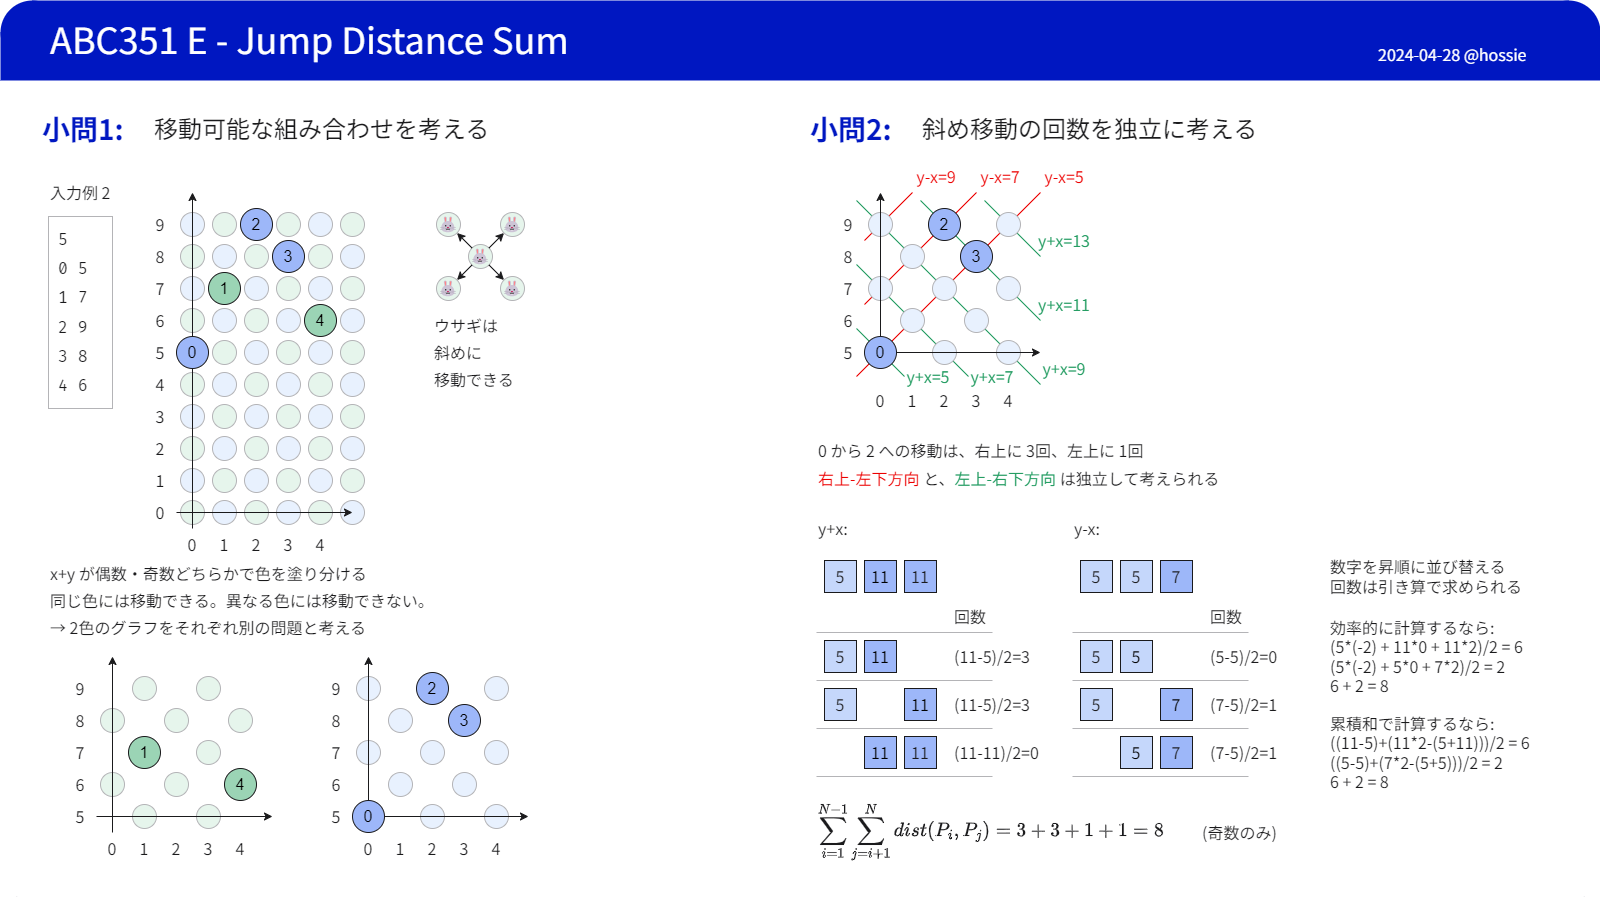 ABC351 E - Jump Distance Sum
2024-04-28 @hossie
小問1: 移動可能な組み合わせを考える
入力例 2
5
0 5
1 7
2 9
3 8
4 6
9
8
7
6
5
4
3
2
1
0
2
3
1
4
0
0 1 2 3 4
ウサギは
斜めに
移動できる
x+y が偶数・奇数どちらかで色を塗り分ける
同じ色には移動できる。異なる色には移動できない。
→ 2色のグラフをそれぞれ別の問題と考える
9
8
7
6
5
1
4
0 1 2 3 4
9
8
7
6
5
2
3
0
0 1 2 3 4
小問2: 斜め移動の回数を独立に考える
y-x=9 y-x=7 y-x=5
9
8
7
6
5
2
3
0
y+x=13
y+x=11
y+x=9
y+x=5 y+x=7
0 1 2 3 4
0 から 2 への移動は、右上に 3回、左上に 1回
右上-左下方向 と、左上-右下方向 は独立して考えられる
y+x:
5 11 11
回数
5 11 (11-5)/2=3
5 11 (11-5)/2=3
11 11 (11-11)/2=0
y-x:
5 5 7
回数
5 5 (5-5)/2=0
5 7 (7-5)/2=1
5 7 (7-5)/2=1
数字を昇順に並び替える
回数は引き算で求められる
効率的に計算するなら:
(5*(-2) + 11*0 + 11*2)/2 = 6
(5*(-2) + 5*0 + 7*2)/2 = 2
6 + 2 = 8
累積和で計算するなら:
((11-5)+(11*2-(5+11)))/2 = 6
((5-5)+(7*2-(5+5)))/2 = 2
6 + 2 = 8
N−1 N
∑ ∑ dist(Pi, Pj) = 3 + 3 + 1 + 1 = 8 (奇数のみ)
i=1 j=i+1